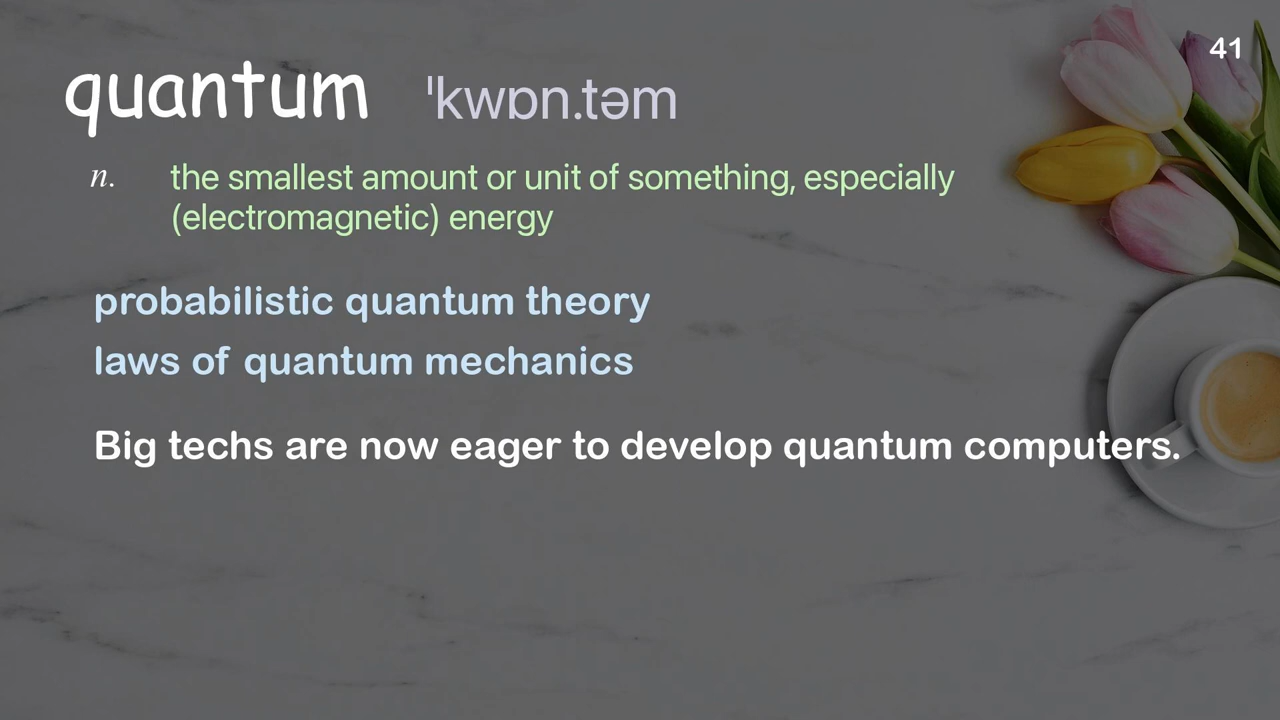 41
quantum ˈkwɒn.təm
n. the smallest amount or unit of something, especially
(electromagnetic) energy
probabilistic quantum theory
laws of quantum mechanics
Big techs are now eager to develop quantum computers.